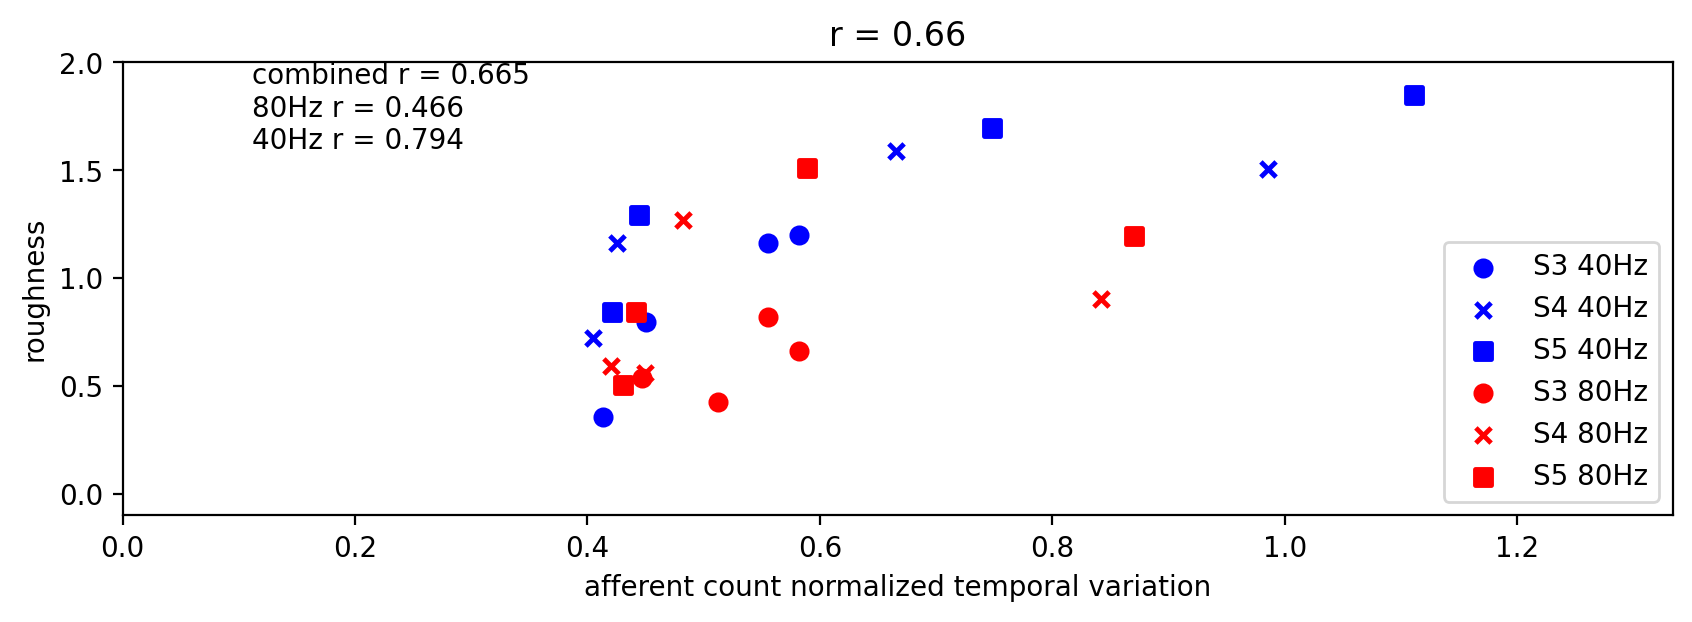 r = 0.66
combined r = 0.665
80Hz r = 0.466
40Hz r = 0.794
roughness
2.0
1.5
1.0
0.5
0.0
0.0 0.2 0.4 0.6 0.8 1.0 1.2
afferent count normalized temporal variation
S3 40Hz
S4 40Hz
S5 40Hz
S3 80Hz
S4 80Hz
S5 80Hz